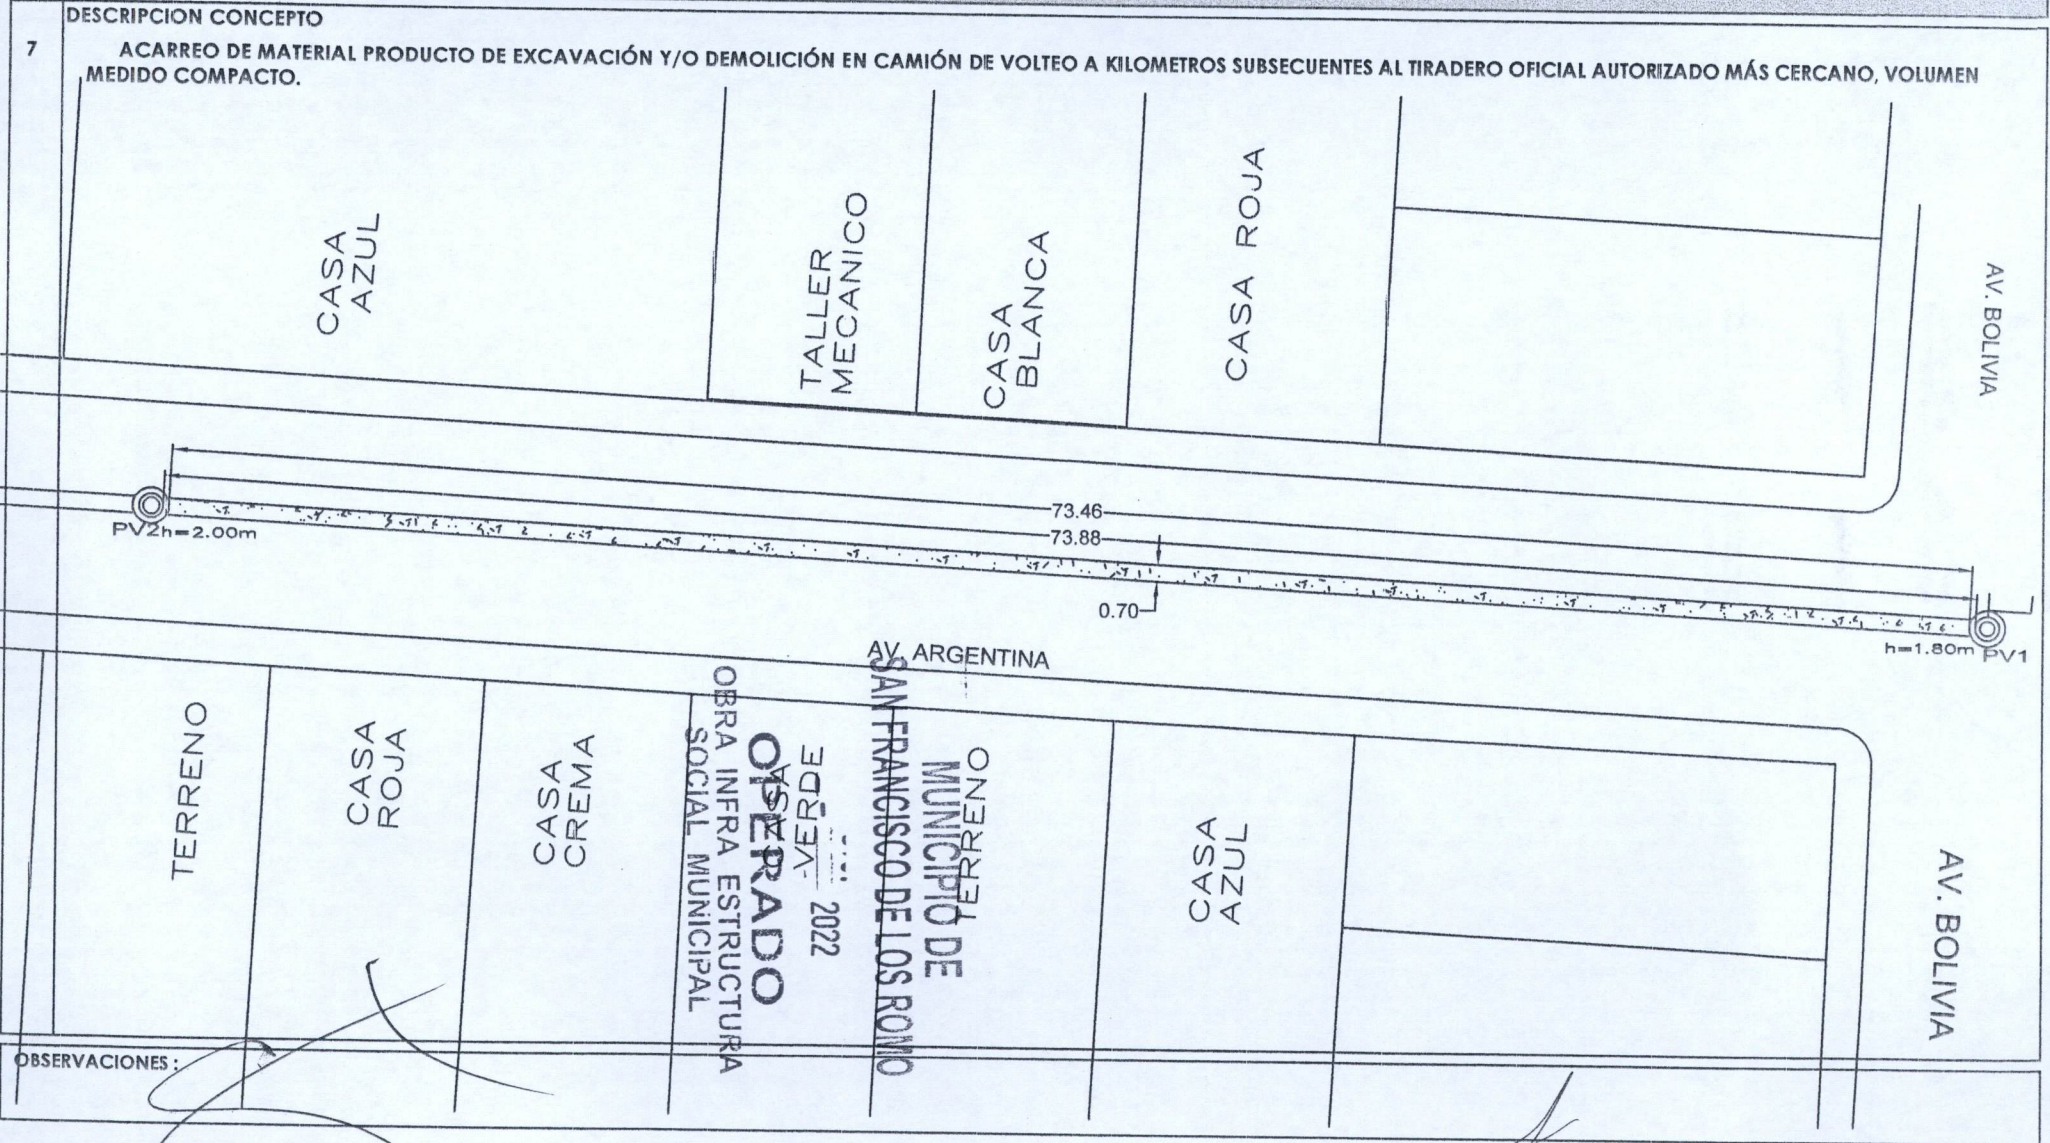 DESCRIPCION CONCEPTO
7
ACARREO DE MATERIAL PRODUCTO DE EXCAVACIÓN Y/O DEMOLICIÓN EN CAMIÓN DE VOLTEO A KILOMETROS SUBSECUENTES AL TIRADERO OFICIAL AUTORIZADO MÁS CERCANO, VOLUMEN
MEDIDO COMPACTO.
CASA
AZUL
TALLER
MECANICO
CASA
BLANCA
CASA ROJA
AV. BOLIVIA
73.46
73.88
0.70
PV2h=2.00m
h=1.80m PV1
AV. ARGENTINA
TERRENO
CASA
ROJA
CASA
CREMA
CASA
VERDE
TERRENO
CASA
AZUL
AV. BOLIVIA
MUNICIPIO DE
SAN FRANCISCO DE LOS ROMO
2022
OPERADO
OBRA INFRA ESTRUCTURA
SOCIAL MUNICIPAL
OBSERVACIONES: